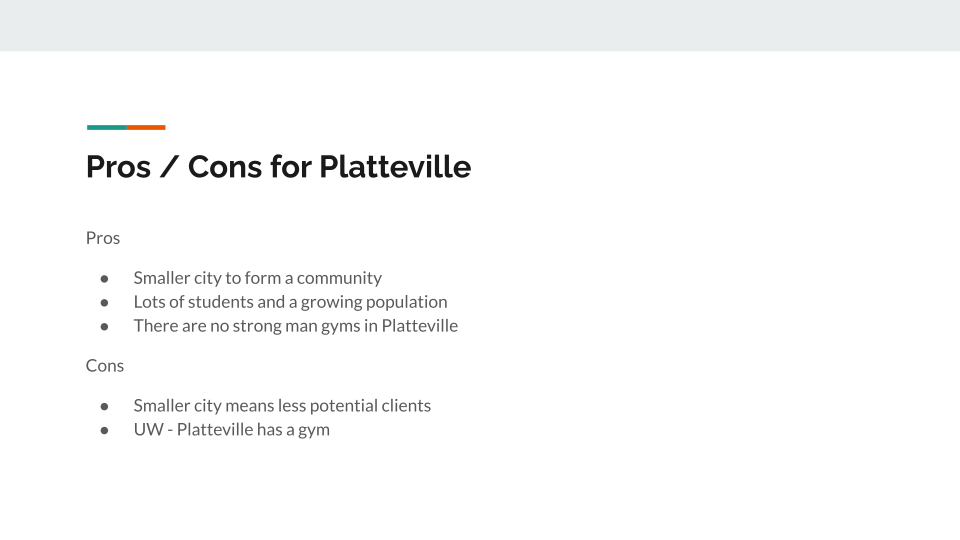 Pros / Cons for Platteville
Pros
● Smaller city to form a community
● Lots of students and a growing population
● There are no strong man gyms in Platteville
Cons
● Smaller city means less potential clients
● UW - Platteville has a gym